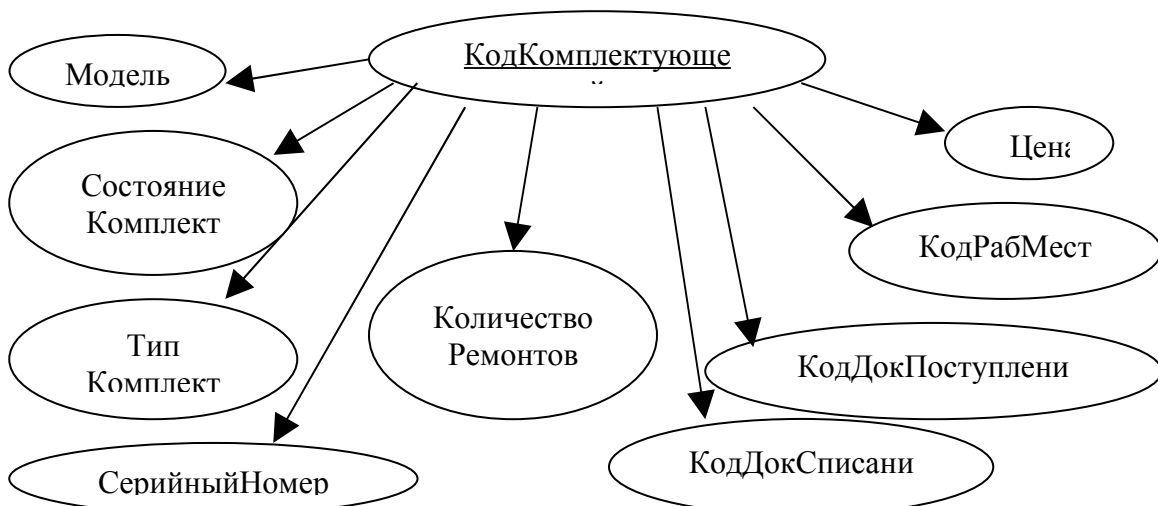 КодКомплектующе
й
Модель
Цена
Состояние
Комплект
КодРабМест
Количество
Ремонтов
Тип
Комплект
КодДокПоступлени
КодДокСписани
СерийныйНомер